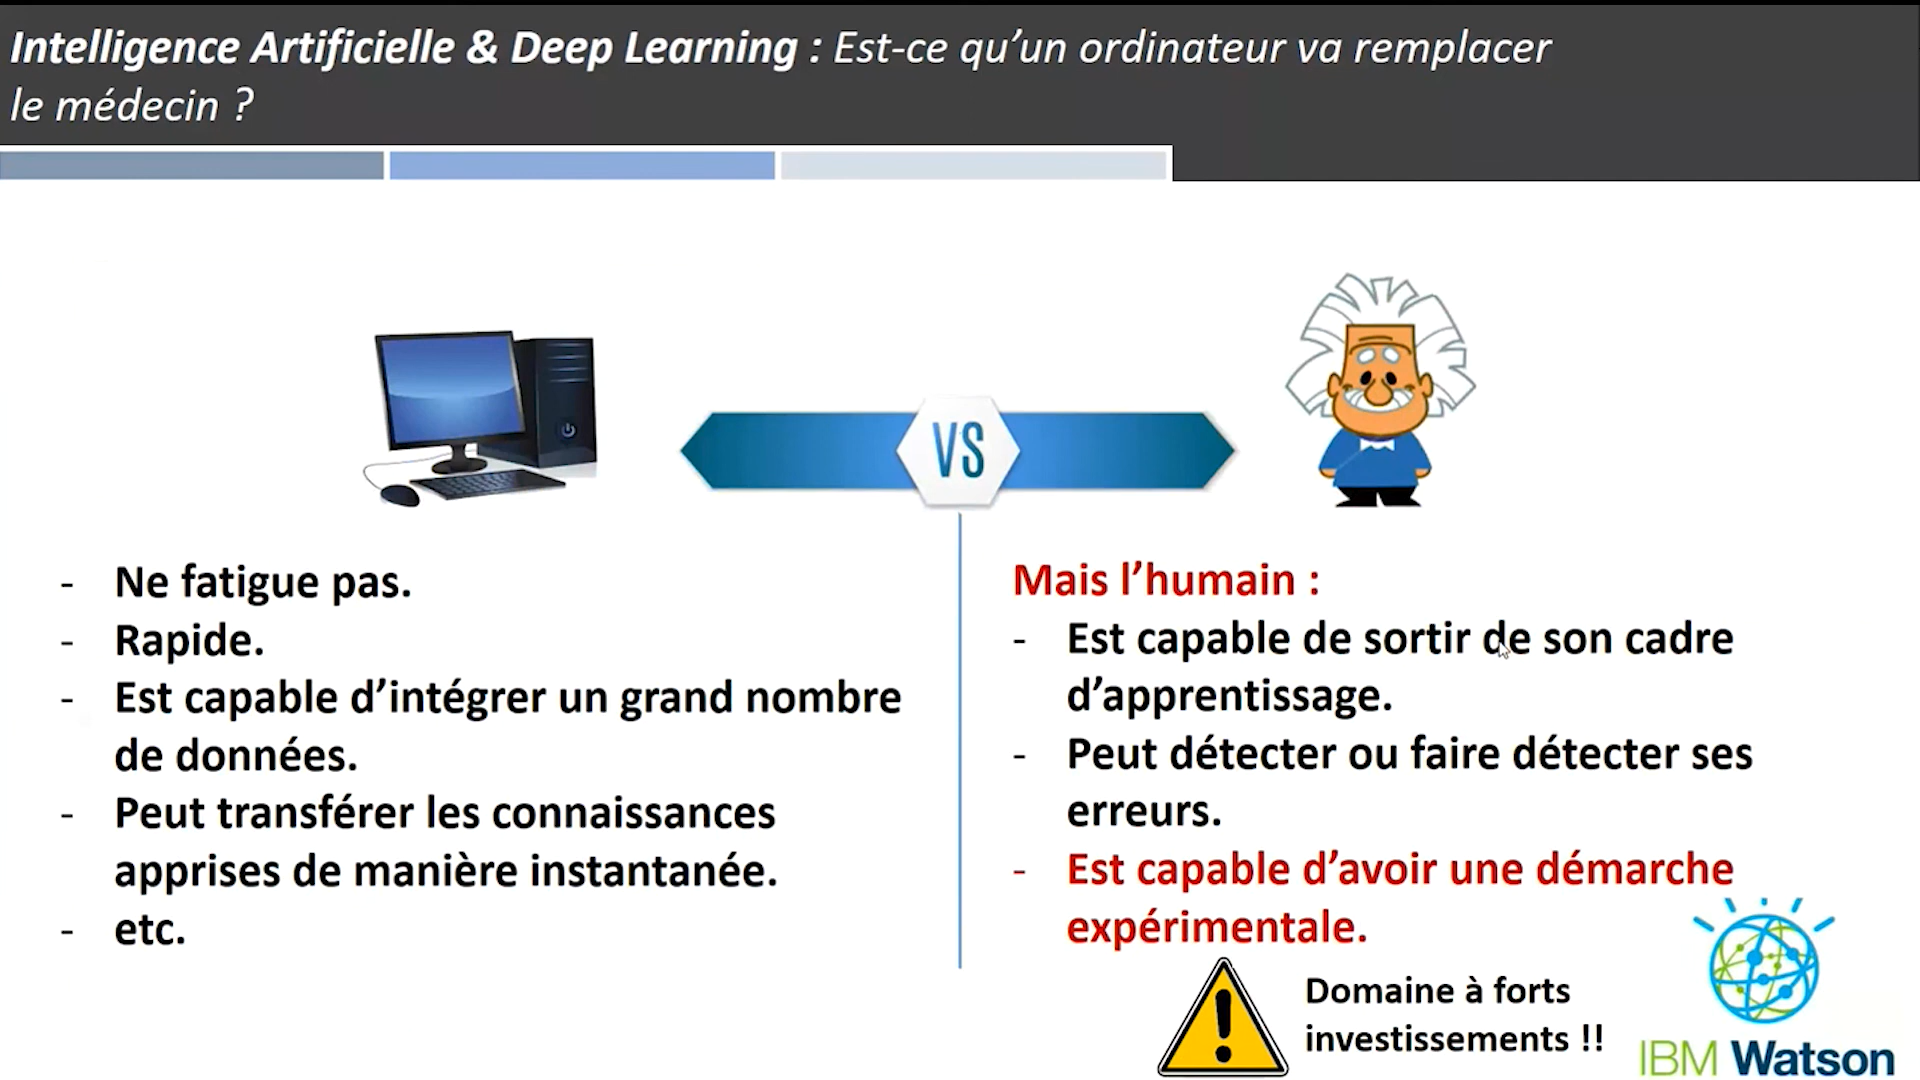 Intelligence Artificielle & Deep Learning : Est-ce qu’un ordinateur va remplacer
le médecin ?
VS
- Ne fatigue pas.
- Rapide.
- Est capable d’intégrer un grand nombre
de données.
- Peut transférer les connaissances
apprises de manière instantanée.
- etc.
Mais l’humain :
- Est capable de sortir de son cadre
d’apprentissage.
- Peut détecter ou faire détecter ses
erreurs.
- Est capable d’avoir une démarche
expérimentale.
Domaine à forts
investissements !!
IBM Watson